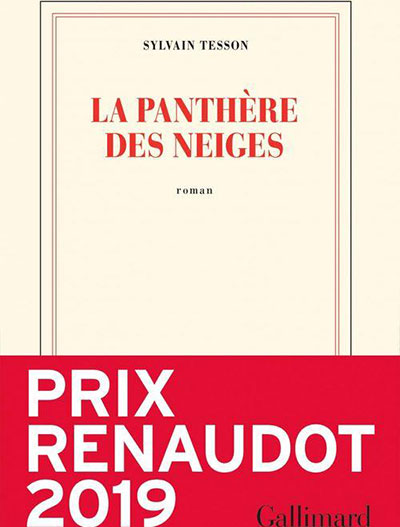 SYLVAIN TESSON
LA PANTHÈRE
DES NEIGES
roman
PRIX
RENAUDOT
2019
Gallimard